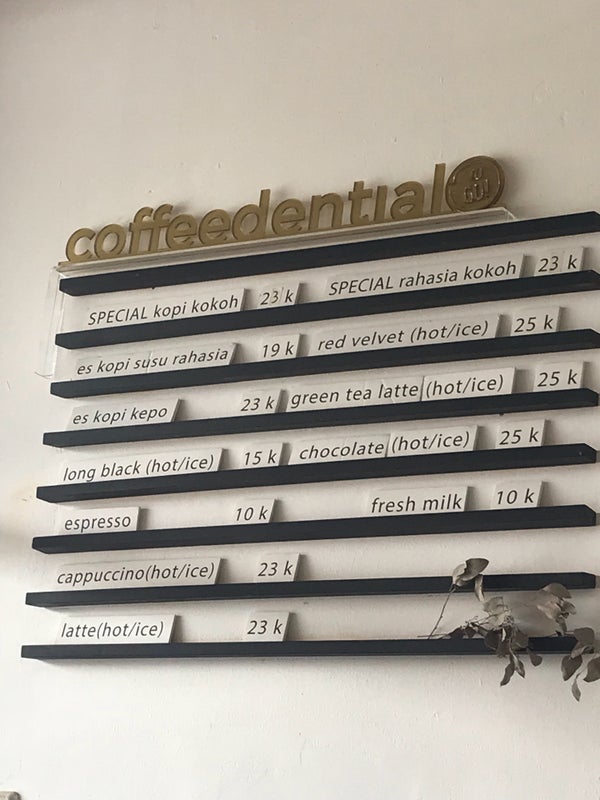 coffeedential
SPECIAL kopi kokoh 23 k SPECIAL rahasia kokoh 23 k
es kopi susu rahasia 19 k red velvet (hot/ice) 25 k
es kopi kepo 23 k green tea latte (hot/ice) 25 k
long black (hot/ice) 15 k chocolate (hot/ice) 25 k
espresso 10 k fresh milk 10 k
cappuccino(hot/ice) 23 k
latte(hot/ice) 23 k